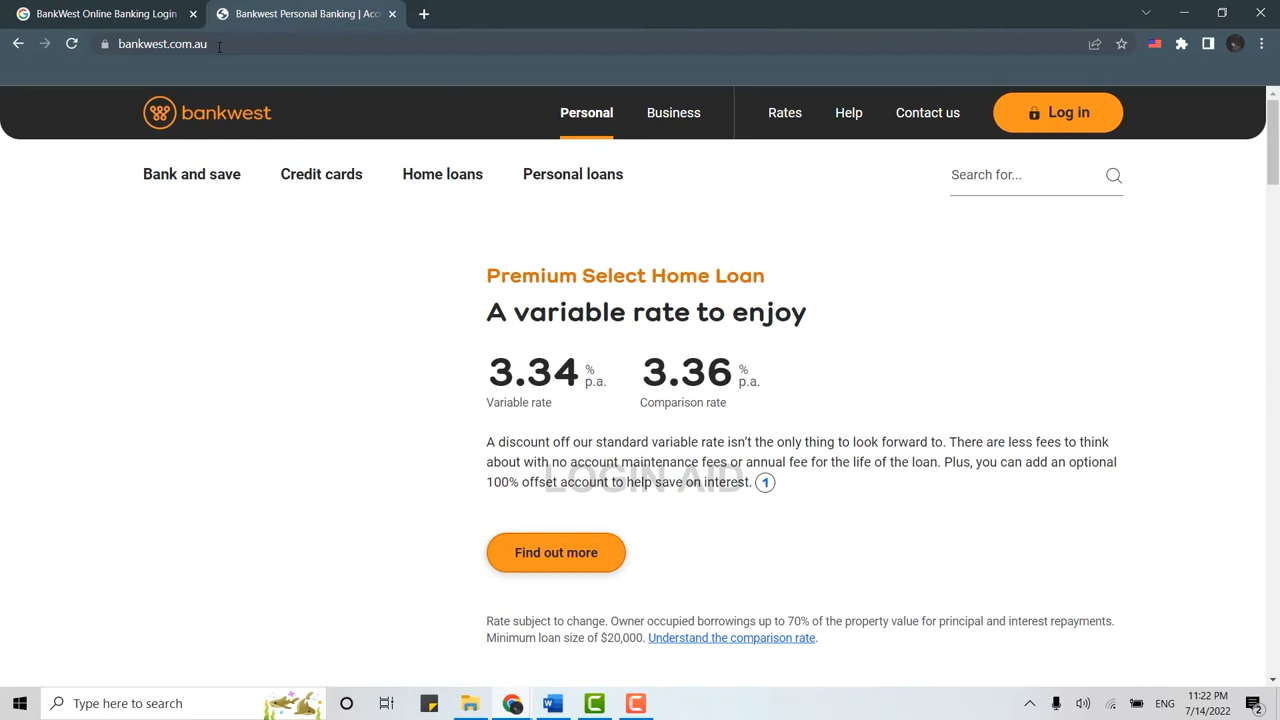 BankWest Online Banking Login
Bankwest Personal Banking | Acc
bankwest.com.au
bankwest
Personal
Business
Rates
Help
Contact us
Log in
Bank and save
Credit cards
Home loans
Personal loans
Search for...
Premium Select Home Loan
A variable rate to enjoy
3.34 % p.a.
3.36 % p.a.
Variable rate
Comparison rate
A discount off our standard variable rate isn't the only thing to look forward to. There are less fees to think
about with no account maintenance fees or annual fee for the life of the loan. Plus, you can add an optional
100% offset account to help save on interest. 1
LOGIN AID
Find out more
Rate subject to change. Owner occupied borrowings up to 70% of the property value for principal and interest repayments.
Minimum loan size of $20,000. Understand the comparison rate.
Type here to search
ENG
11:22 PM
7/14/2022
2